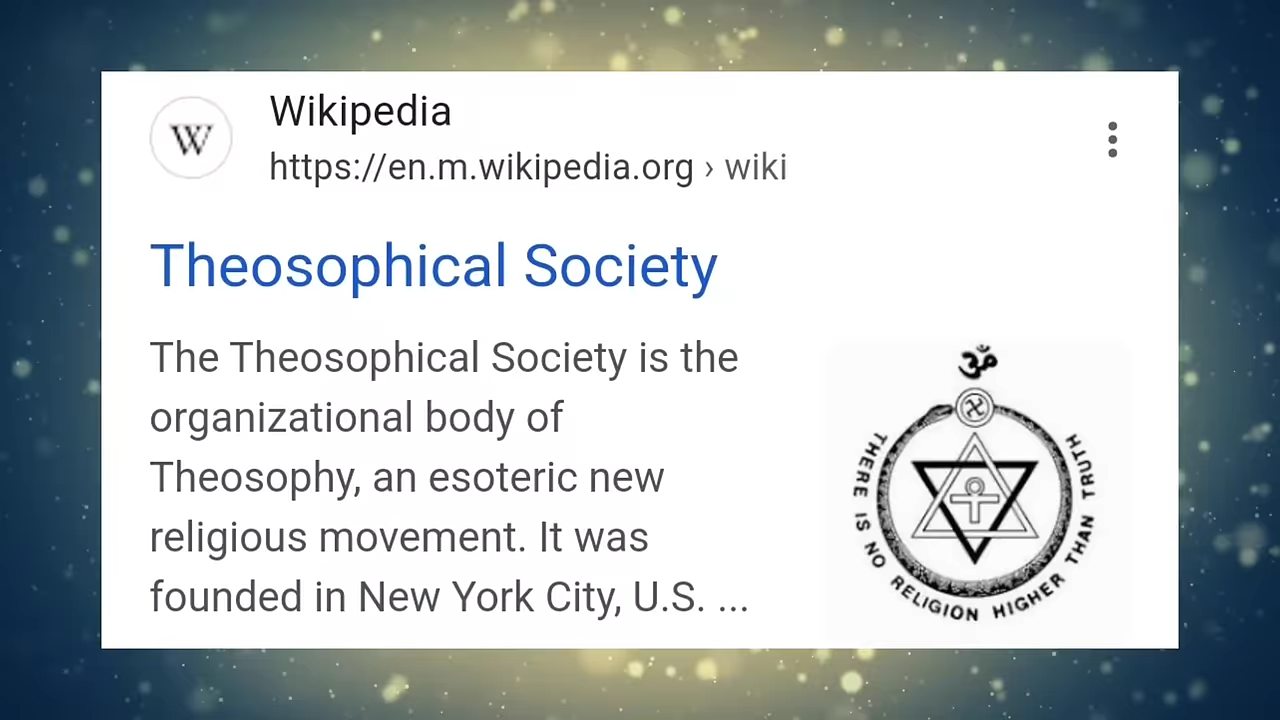 W
Wikipedia
https://en.m.wikipedia.org › wiki
Theosophical Society
The Theosophical Society is the
organizational body of
Theosophy, an esoteric new
religious movement. It was
founded in New York City, U.S. ...
ॐ
THERE IS NO RELIGION HIGHER THAN TRUTH